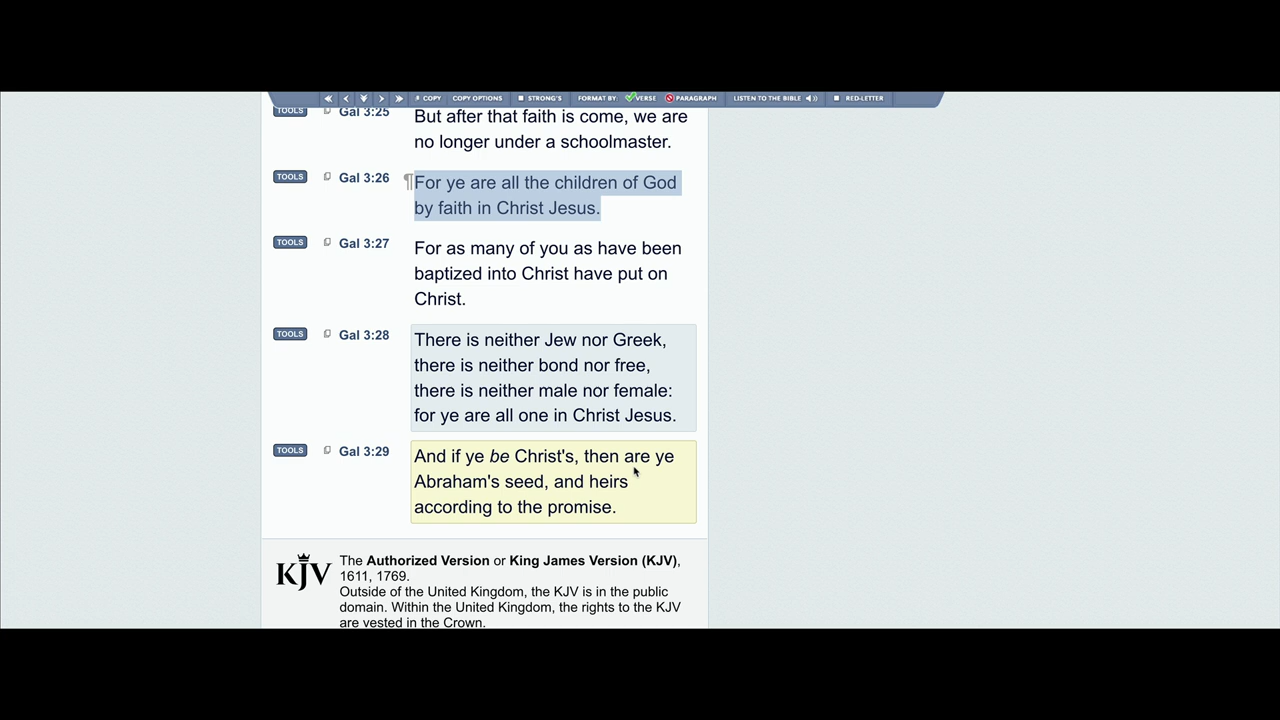 COPY COPY OPTIONS STRONG'S FORMAT BY VERSE PARAGRAPH LISTEN TO THE BIBLE RED-LETTER
TOOLS Gal 3:25 But after that faith is come, we are
no longer under a schoolmaster.
TOOLS Gal 3:26 ¶For ye are all the children of God
by faith in Christ Jesus.
TOOLS Gal 3:27 For as many of you as have been
baptized into Christ have put on
Christ.
TOOLS Gal 3:28 There is neither Jew nor Greek,
there is neither bond nor free,
there is neither male nor female:
for ye are all one in Christ Jesus.
TOOLS Gal 3:29 And if ye be Christ's, then are ye
Abraham's seed, and heirs
according to the promise.
KJV
The Authorized Version or King James Version (KJV),
1611, 1769.
Outside of the United Kingdom, the KJV is in the public
domain. Within the United Kingdom, the rights to the KJV
are vested in the Crown.